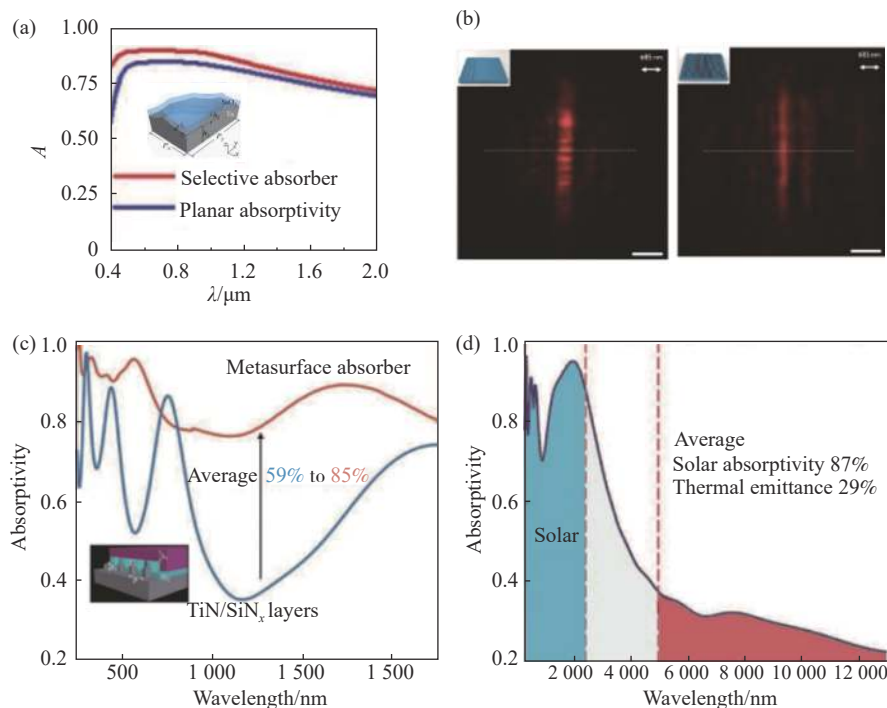 (a)
A
1.00
0.75
0.50
0.25
0
Selective absorber
Planar absorptivity
0.4
0.8
1.2
1.6
2.0
λ/μm
(b)
685 nm
685 nm
(c)
Absorptivity
1.0
0.8
0.6
0.4
0.2
Metasurface absorber
Average 59% to 85%
TiN/SiNx layers
500
1 000
1 500
Wavelength/nm
(d)
Absorptivity
1.0
0.8
0.6
0.4
0.2
Average
Solar absorptivity 87%
Thermal emittance 29%
Solar
2 000
4 000
6 000
8 000
10 000
12 000
Wavelength/nm